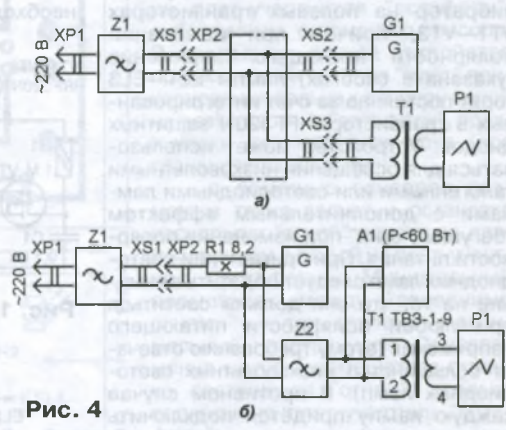 XP1 Z1 XS1 XP2 XS2 G1
~220 В
G
XS3 T1 P1
а)
XP1 Z1 XS1 XP2 R1 8,2 G1 A1 (P<60 Вт)
~220 В
G
Z2 T1 ТВЗ-1-9 P1
1 3
2 4
Рис. 4 б)